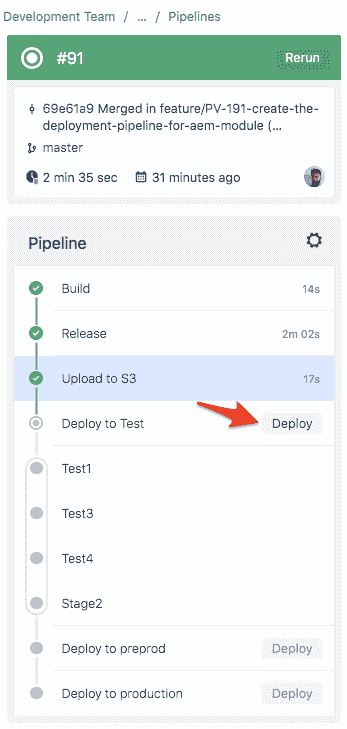 Development Team / ... / Pipelines
#91 Rerun
69e61a9 Merged in feature/PV-191-create-the-
deployment-pipeline-for-aem-module (...
master
2 min 35 sec 31 minutes ago
Pipeline
Build 14s
Release 2m 02s
Upload to S3 17s
Deploy to Test Deploy
Test1
Test3
Test4
Stage2
Deploy to preprod Deploy
Deploy to production Deploy